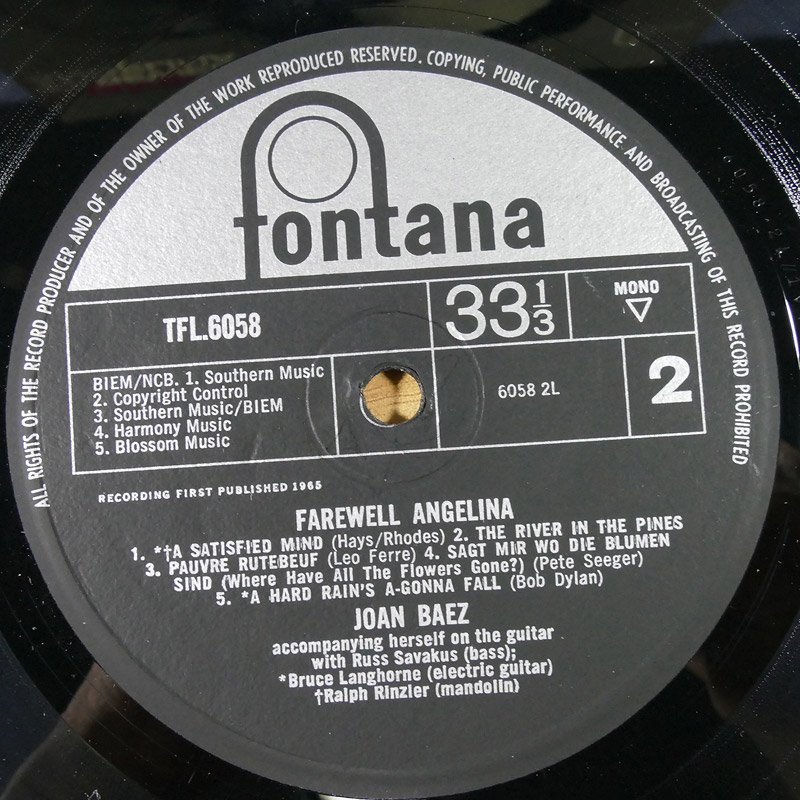 ALL RIGHTS OF THE RECORD PRODUCER AND OF THE OWNER OF THE WORK REPRODUCED RESERVED. COPYING, PUBLIC PERFORMANCE AND BROADCASTING OF THIS RECORD PROHIBITED
fontana
TFL.6058
33 1/3
MONO
BIEM/NCB. 1. Southern Music
2. Copyright Control
3. Southern Music/BIEM
4. Harmony Music
5. Blossom Music
6058 2L
2
RECORDING FIRST PUBLISHED 1965
FAREWELL ANGELINA
1. *†A SATISFIED MIND (Hays/Rhodes) 2. THE RIVER IN THE PINES
3. PAUVRE RUTEBEUF (Leo Ferre) 4. SAGT MIR WO DIE BLUMEN
SIND (Where Have All The Flowers Gone?) (Pete Seeger)
5. *A HARD RAIN'S A-GONNA FALL (Bob Dylan)
JOAN BAEZ
accompanying herself on the guitar
with Russ Savakus (bass);
*Bruce Langhorne (electric guitar)
†Ralph Rinzler (mandolin)